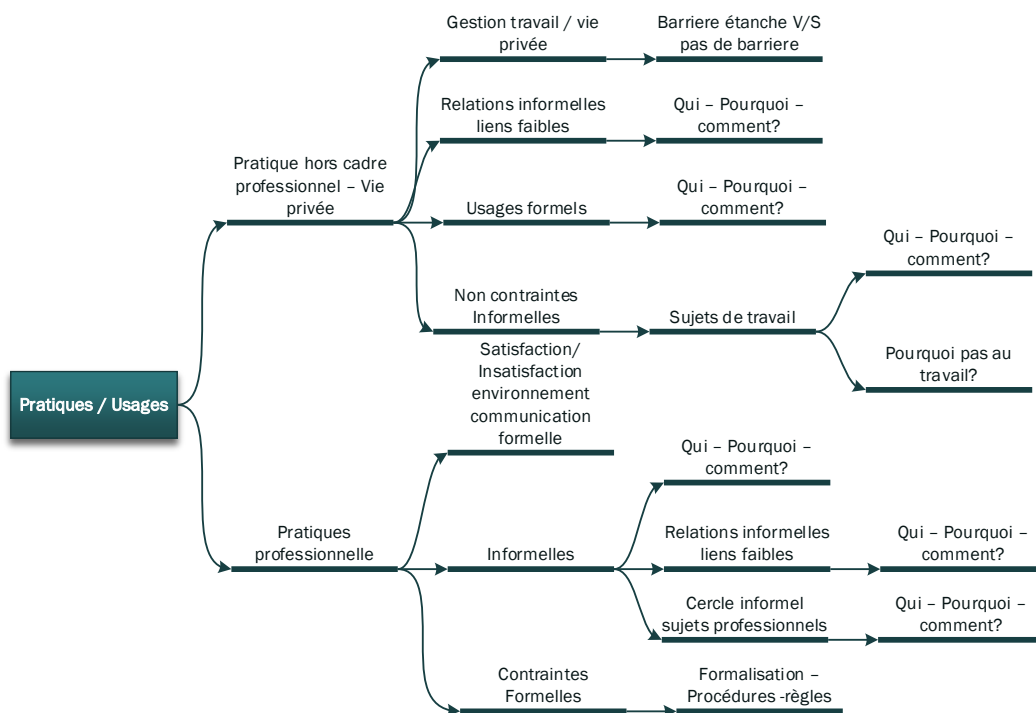 Gestion travail / vie
privée
Barriere étanche V/S
pas de barriere
Relations informelles
liens faibles
Qui – Pourquoi –
comment?
Pratique hors cadre
professionnel – Vie
privée
Usages formels
Qui – Pourquoi –
comment?
Non contraintes
Informelles
Sujets de travail
Qui – Pourquoi –
comment?
Pourquoi pas au
travail?
Pratiques / Usages
Satisfaction/
Insatisfaction
environnement
communication
formelle
Pratiques
professionnelle
Informelles
Qui – Pourquoi –
comment?
Relations informelles
liens faibles
Qui – Pourquoi –
comment?
Cercle informel
sujets professionnels
Qui – Pourquoi –
comment?
Contraintes
Formelles
Formalisation –
Procédures -règles